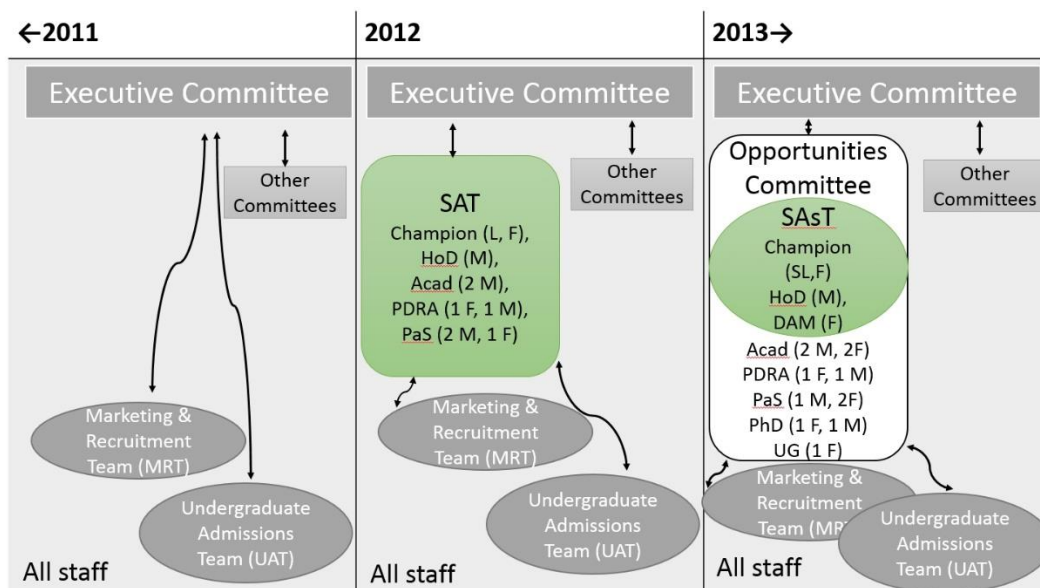 ←2011
Executive Committee
Other
Committees
Marketing &
Recruitment
Team (MRT)
Undergraduate
Admissions
Team (UAT)
All staff
2012
Executive Committee
Other
Committees
SAT
Champion (L, F),
HoD (M),
Acad (2 M),
PDRA (1 F, 1 M),
PaS (2 M, 1 F)
Marketing &
Recruitment
Team (MRT)
Undergraduate
Admissions
Team (UAT)
All staff
2013→
Executive Committee
Other
Committees
Opportunities
Committee
SAsT
Champion
(SL,F)
HoD (M),
DAM (F)
Acad (2 M, 2F)
PDRA (1 F, 1 M)
PaS (1 M, 2F)
PhD (1 F, 1 M)
UG (1 F)
Marketing &
Recruitment
Team (MRT
Undergraduate
Admissions
Team (UAT)
All staff